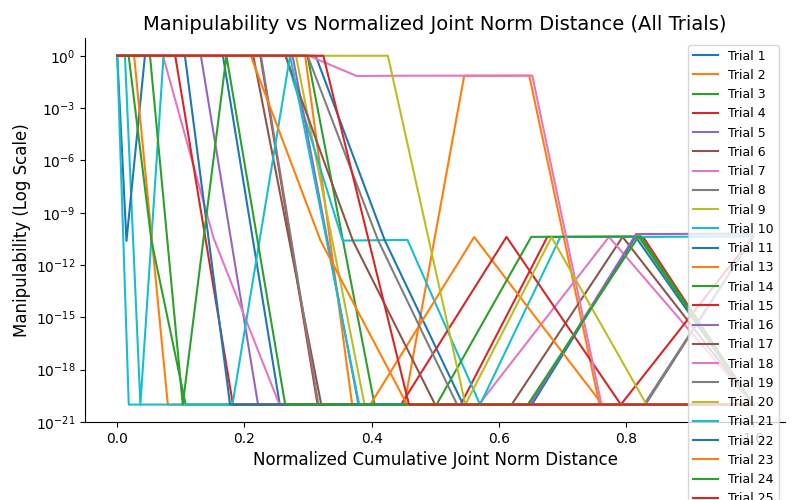 Manipulability vs Normalized Joint Norm Distance (All Trials)
Manipulability (Log Scale)
10⁰
10⁻³
10⁻⁶
10⁻⁹
10⁻¹²
10⁻¹⁵
10⁻¹⁸
10⁻²¹
0.0
0.2
0.4
0.6
0.8
Normalized Cumulative Joint Norm Distance
Trial 1
Trial 2
Trial 3
Trial 4
Trial 5
Trial 6
Trial 7
Trial 8
Trial 9
Trial 10
Trial 11
Trial 13
Trial 14
Trial 15
Trial 16
Trial 17
Trial 18
Trial 19
Trial 20
Trial 21
Trial 22
Trial 23
Trial 24
Trial 25